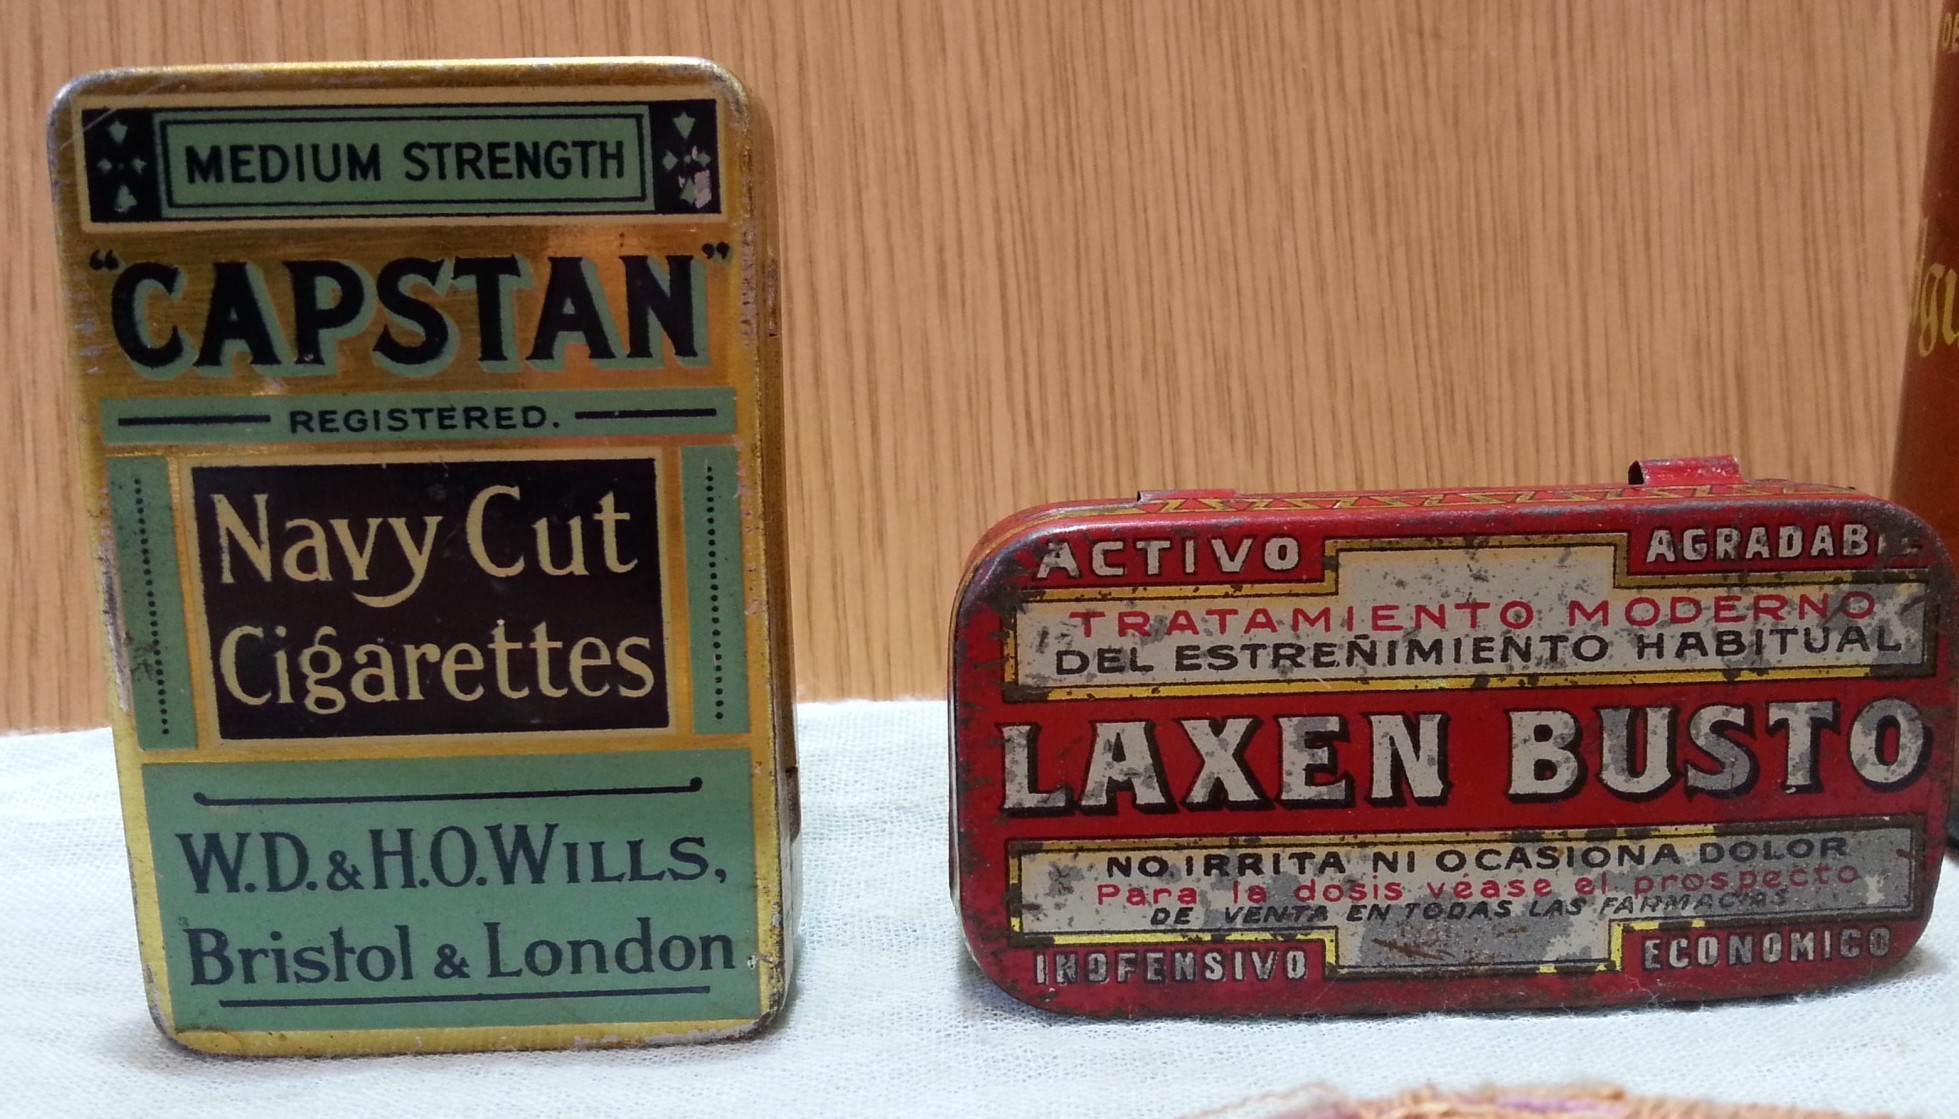 MEDIUM STRENGTH
"CAPSTAN"
REGISTERED.
Navy Cut
Cigarettes
W.D. & H.O. WILLS,
Bristol & London
ACTIVO
AGRADABLE
TRATAMIENTO MODERNO
DEL ESTREÑIMIENTO HABITUAL
LAXEN BUSTO
NO IRRITA NI OCASIONA DOLOR
Para la dosis véase el prospecto
DE VENTA EN TODAS LAS FARMACIAS
INOFENSIVO
ECONOMICO